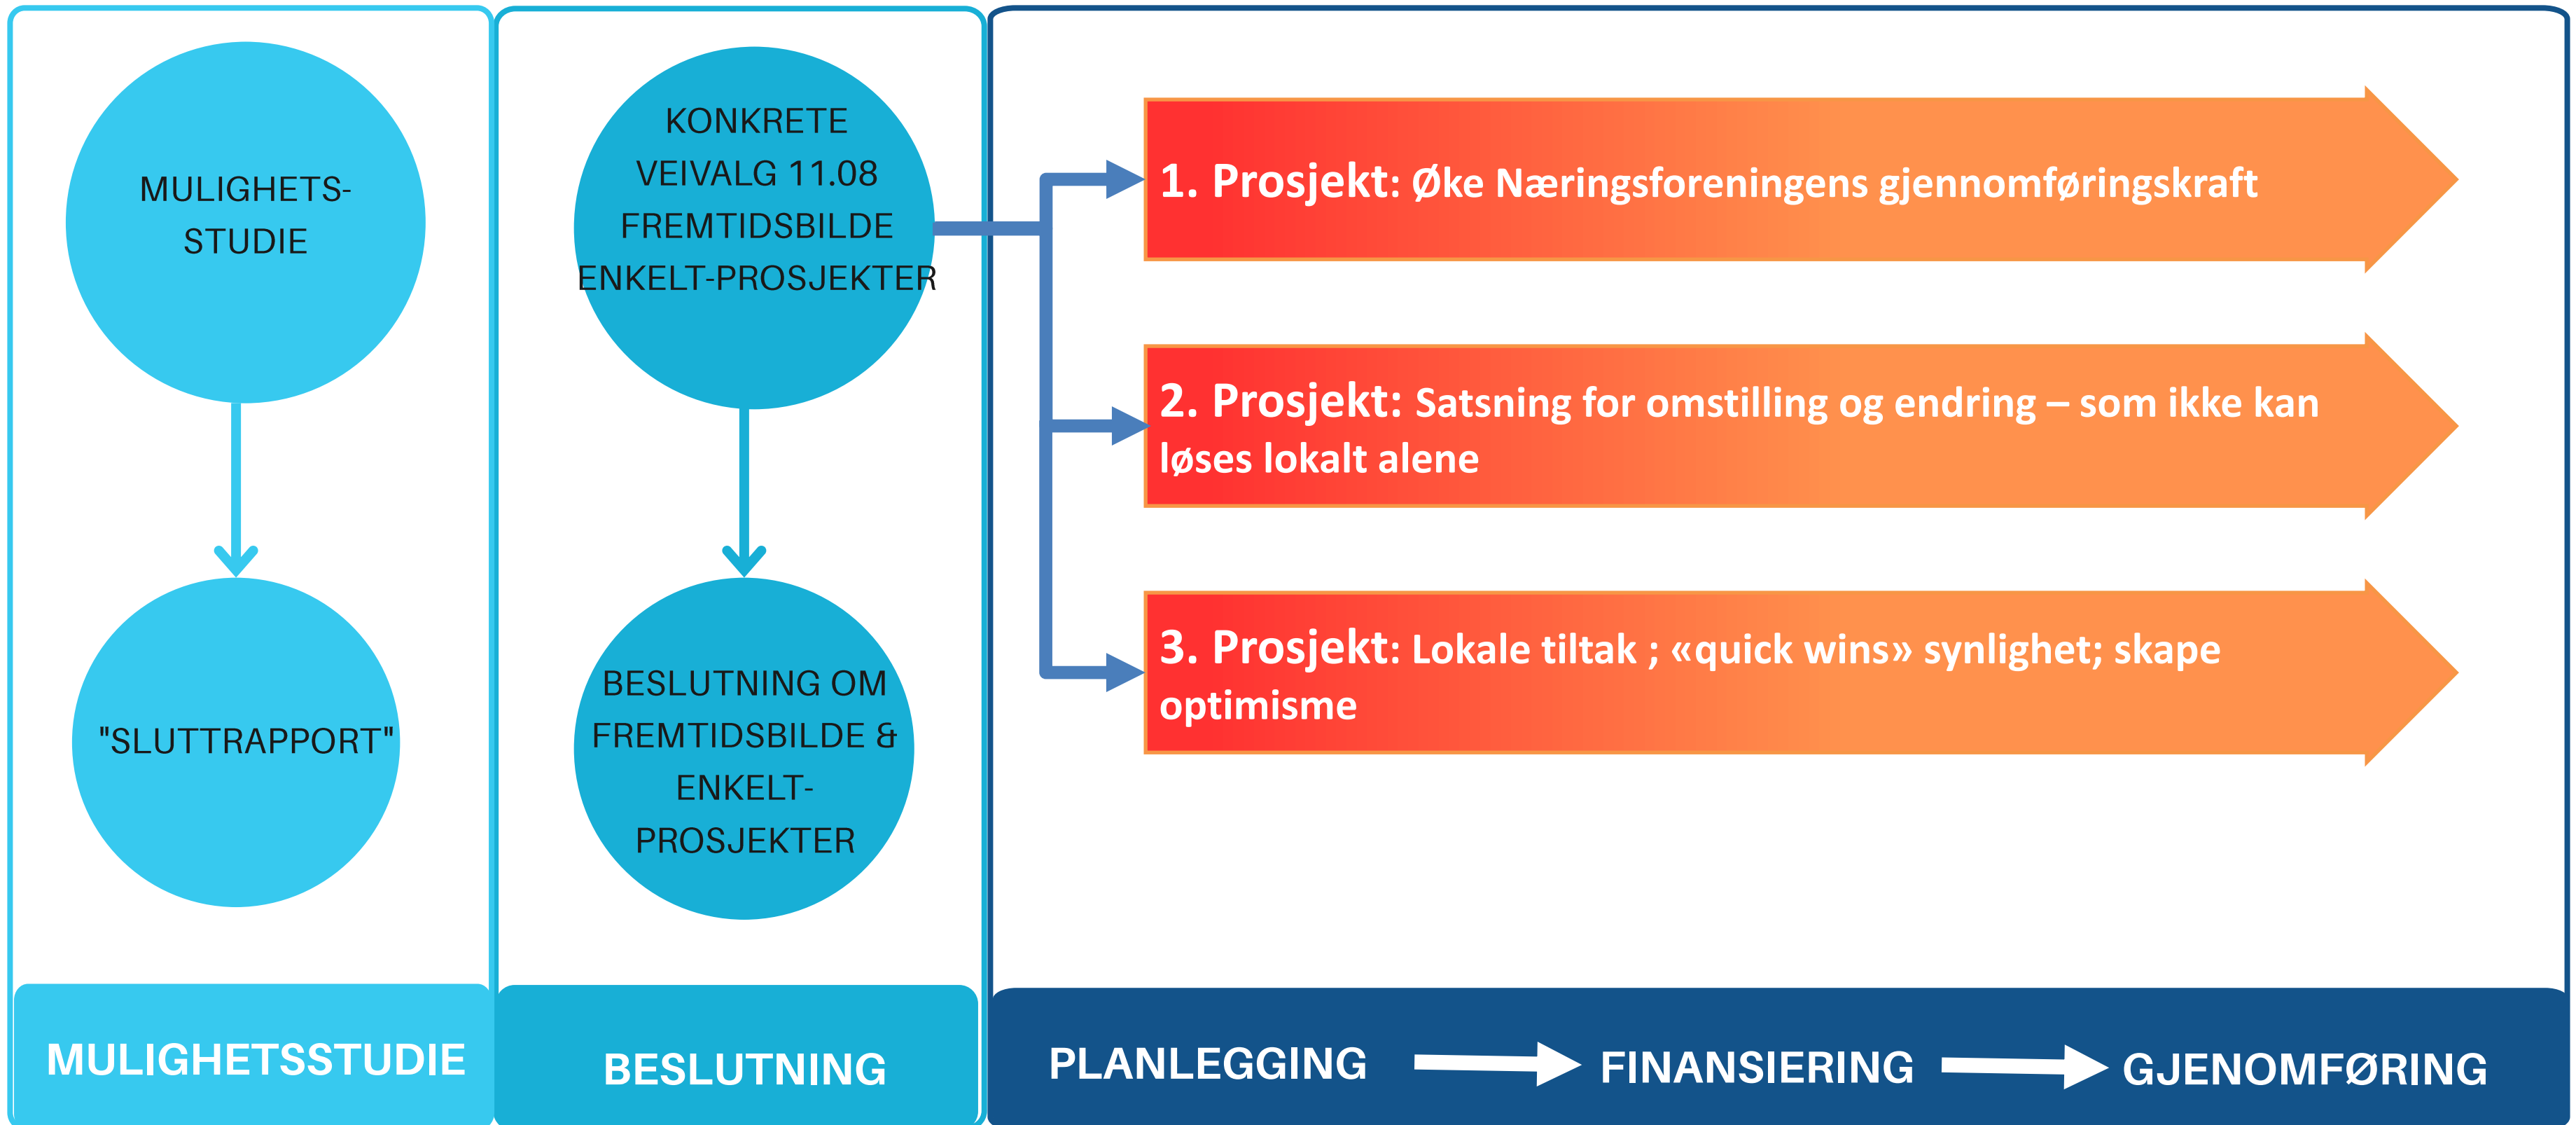 MULIGHETS-
STUDIE
"SLUTTRAPPORT"
MULIGHETSSTUDIE
KONKRETE
VEIVALG 11.08
FREMTIDSBILDE
ENKELT-PROSJEKTER
BESLUTNING OM
FREMTIDSBILDE &
ENKELT-
PROSJEKTER
BESLUTNING
1. Prosjekt: Øke Næringsforeningens gjennomføringskraft
2. Prosjekt: Satsning for omstilling og endring – som ikke kan
løses lokalt alene
3. Prosjekt: Lokale tiltak ; «quick wins» synlighet; skape
optimisme
PLANLEGGING FINANSIERING GJENOMFØRING